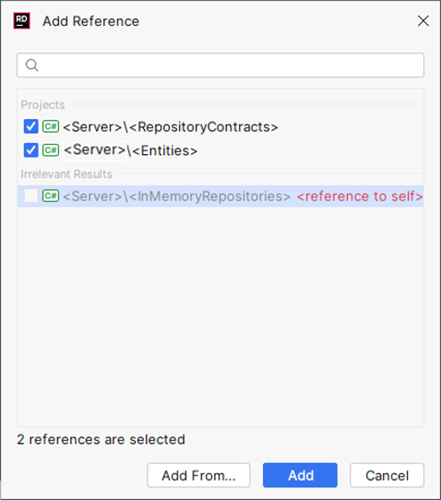 RD Add Reference
Projects
C# <Server>\<RepositoryContracts>
C# <Server>\<Entities>
Irrelevant Results
C# <Server>\<InMemoryRepositories> <reference to self>
2 references are selected
Add From... Add Cancel